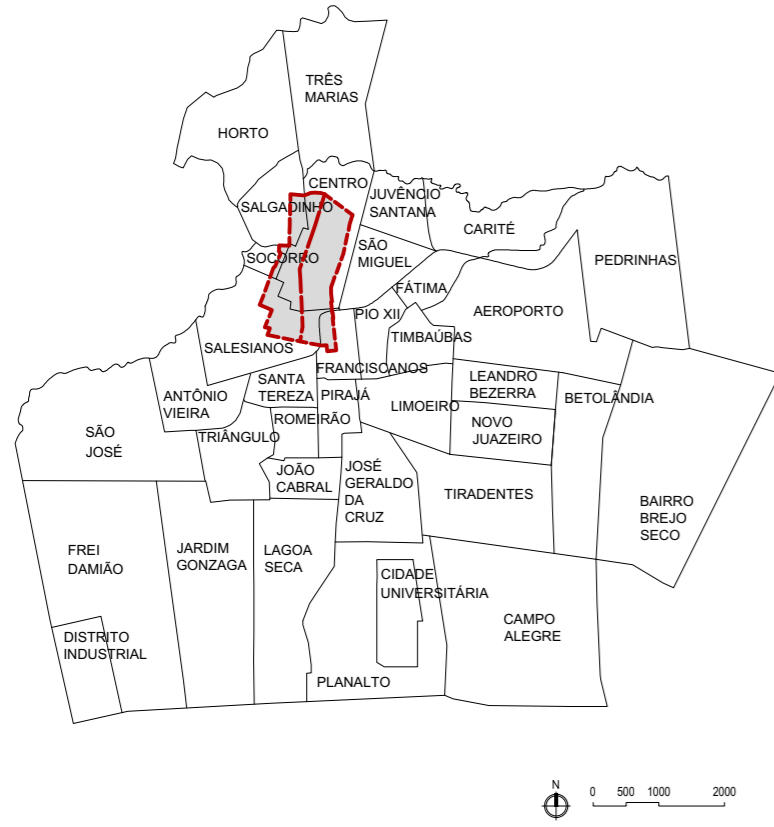 TRÊS
MARIAS
HORTO
CENTRO
JUVÊNCIO
SANTANA
SALGADINHO
CARITÉ
SÃO
MIGUEL
SOCORRO
PEDRINHAS
FÁTIMA
AEROPORTO
PIO XII
TIMBAÚBAS
SALESIANOS
FRANCISCANOS
SANTA
TEREZA
PIRAJÁ
LEANDRO
BEZERRA
BETOLÂNDIA
ANTÔNIO
VIEIRA
LIMOEIRO
ROMEIRÃO
NOVO
JUAZEIRO
SÃO
JOSÉ
TRIÂNGULO
JOÃO
CABRAL
JOSÉ
GERALDO
DA
CRUZ
TIRADENTES
BAIRRO
BREJO
SECO
FREI
DAMIÃO
JARDIM
GONZAGA
LAGOA
SECA
CIDADE
UNIVERSITÁRIA
CAMPO
ALEGRE
DISTRITO
INDUSTRIAL
PLANALTO
N
0 500 1000 2000